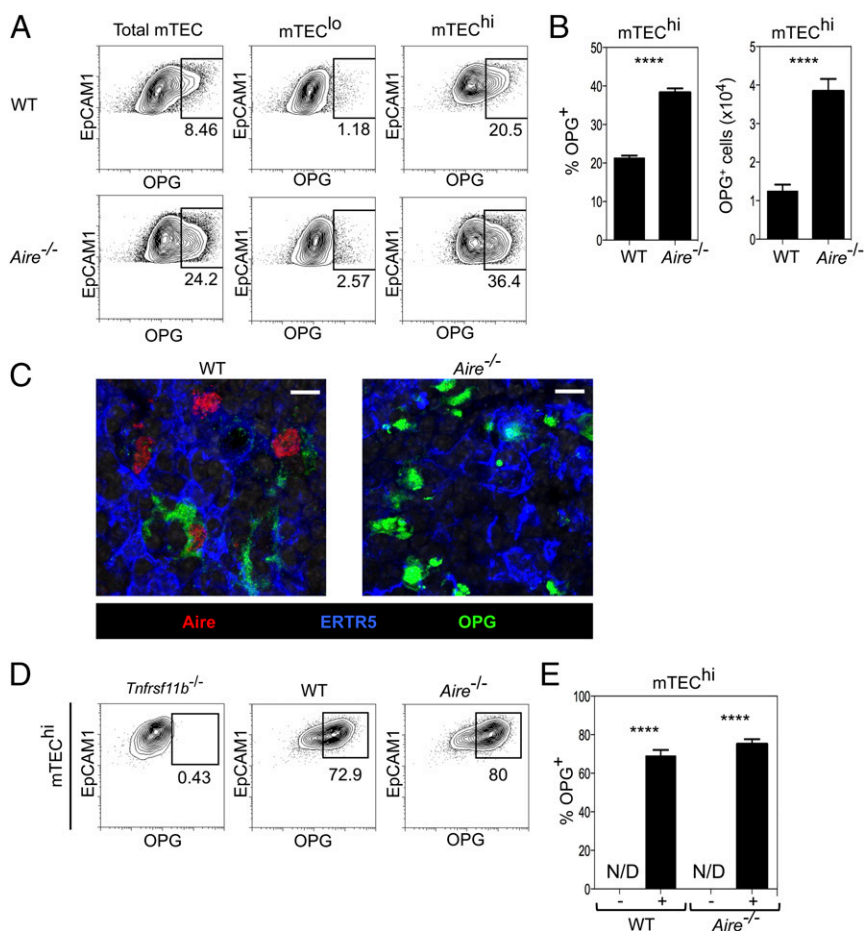 A
Total mTEC
mTEC^lo
mTEC^hi
WT
EpCAM1
8.46
OPG
EpCAM1
1.18
OPG
EpCAM1
20.5
OPG
Aire^-/-
EpCAM1
24.2
OPG
EpCAM1
2.57
OPG
EpCAM1
36.4
OPG
B
mTEC^hi
% OPG^+
50
40
30
20
10
0
****
WT
Aire^-/-
mTEC^hi
OPG^+ cells (x10^4)
5
4
3
2
1
0
****
WT
Aire^-/-
C
WT
Aire^-/-
Aire
ERTR5
OPG
D
mTEC^hi
Tnfrsf11b^-/-
EpCAM1
0.43
OPG
WT
EpCAM1
72.9
OPG
Aire^-/-
EpCAM1
80
OPG
E
mTEC^hi
% OPG^+
100
80
60
40
20
0
****
****
N/D
N/D
- + - +
WT
Aire^-/-